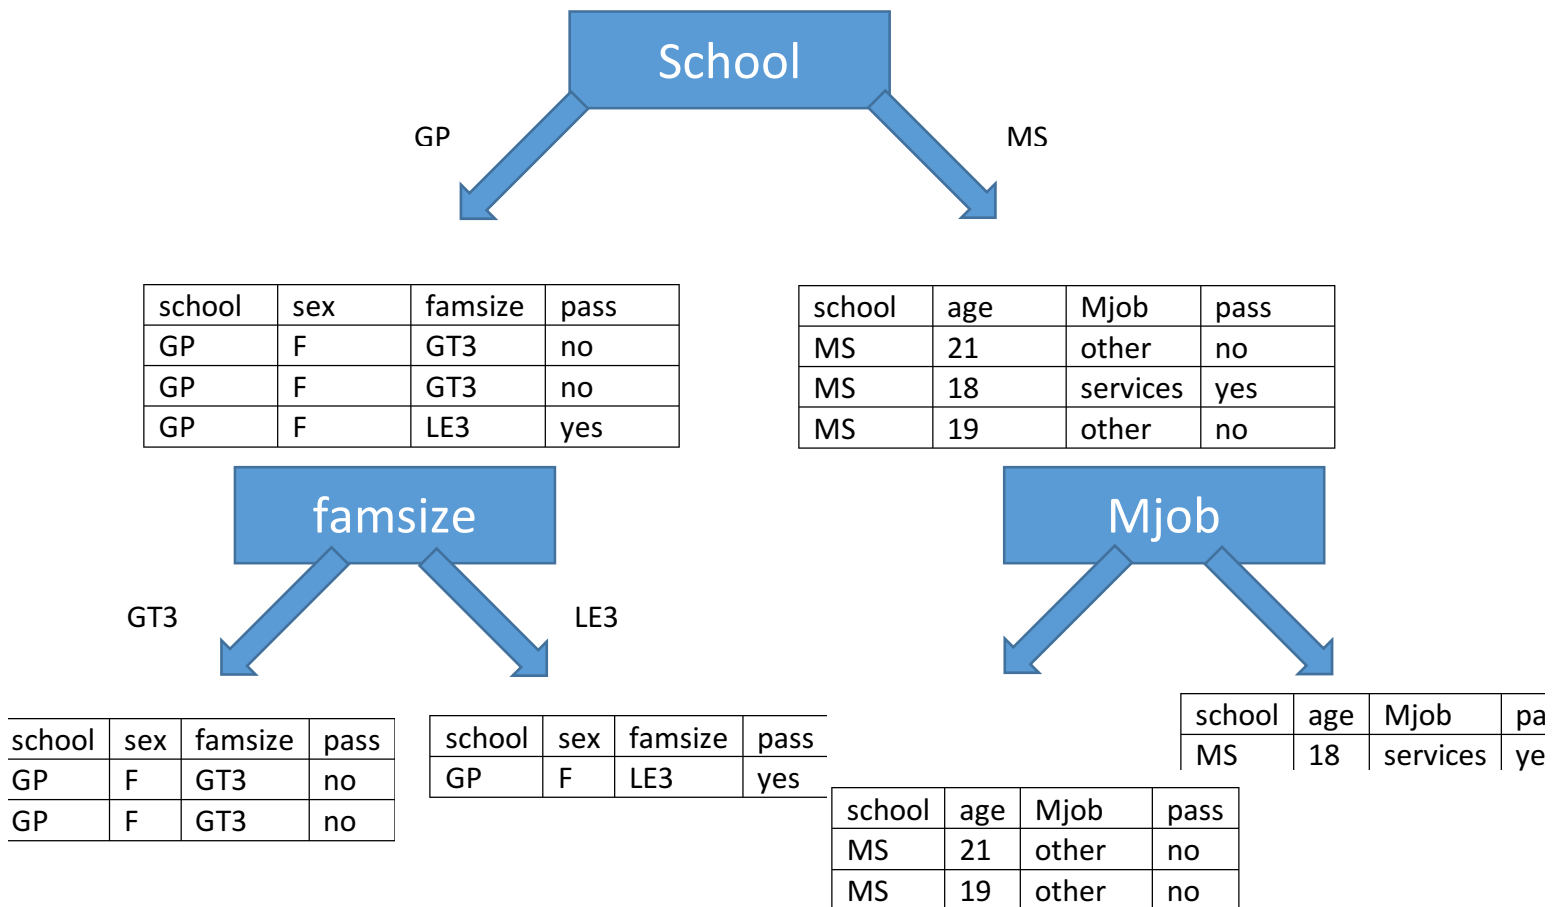 School
GP
MS
school sex famsize pass
GP F GT3 no
GP F GT3 no
GP F LE3 yes
school age Mjob pass
MS 21 other no
MS 18 services yes
MS 19 other no
famsize
Mjob
GT3
LE3
school sex famsize pass
GP F GT3 no
GP F GT3 no
school sex famsize pass
GP F LE3 yes
school age Mjob pass
MS 21 other no
MS 19 other no
school age Mjob pa
MS 18 services ye